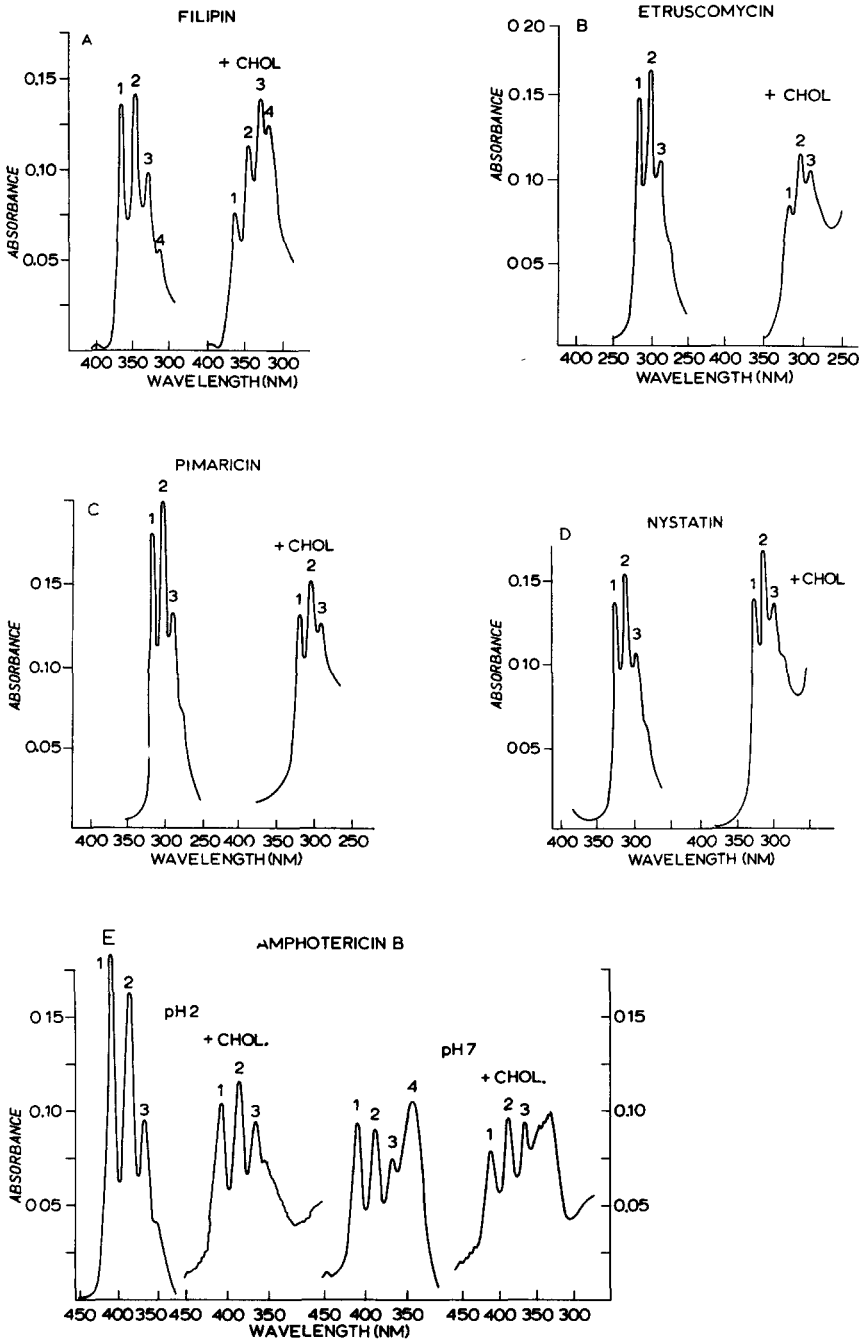 FILIPIN
A
+ CHOL
1 2 3 4
1 2 3 4
0.15
0.10
0.05
ABSORBANCE
400 350 300 400 350 300
WAVELENGTH (NM)
ETRUSCOMYCIN
B
+ CHOL
1 2 3
1 2 3
0 20
0.15
0 10
0 05
ABSORBANCE
400 350 250 300 250 350 300 250
WAVELENGTH (NM)
PIMARICIN
C
+ CHOL
1 2 3
1 2 3
0.15
0.10
0.05
ABSORBANCE
400 350 300 400 350 300 250
WAVELENGTH (NM)
NYSTATIN
D
+ CHOL
1 2 3
1 2 3
0.15
0.10
0.05
ABSORBANCE
400 350 300 400 350 300
WAVELENGTH (NM)
E
AMPHOTERICIN B
pH 2
+ CHOL.
pH 7
+ CHOL.
1 2 3
1 2 3
1 2 3 4
1 2 3
0 15
0.10
0 05
0.15
0.10
0.05
ABSORBANCE
450 400 350 450 400 350 450 400 350 450 400 350 300
WAVELENGTH (NM)